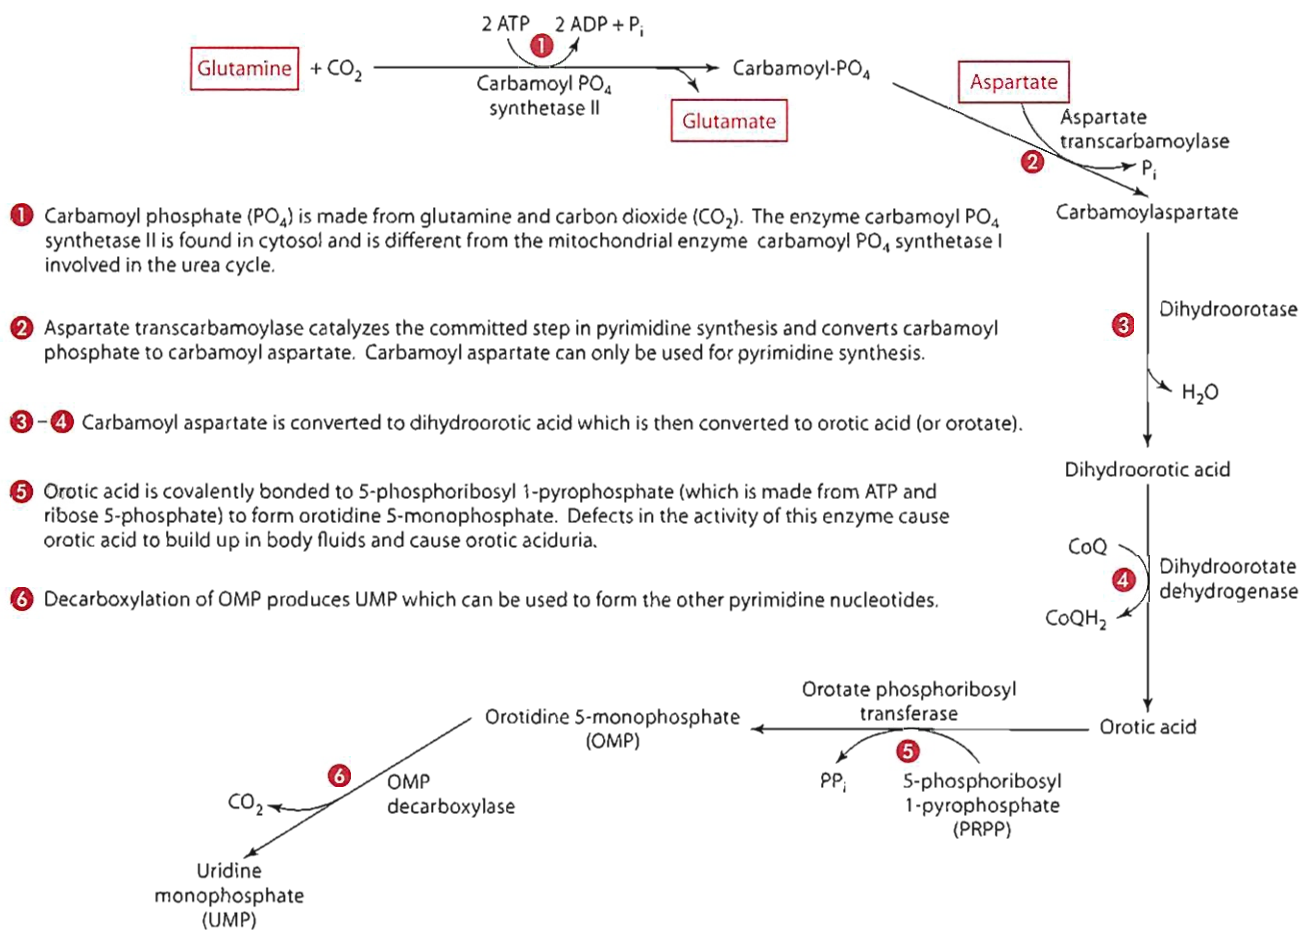 2 ATP 2 ADP + Pi
1
Glutamine + CO2
Carbamoyl PO4
synthetase II
Carbamoyl-PO4
Glutamate
Aspartate
Aspartate
transcarbamoylase
2
Pi
Carbamoylaspartate
1 Carbamoyl phosphate (PO4) is made from glutamine and carbon dioxide (CO2). The enzyme carbamoyl PO4
synthetase II is found in cytosol and is different from the mitochondrial enzyme carbamoyl PO4 synthetase I
involved in the urea cycle.
3
Dihydroorotase
H2O
2 Aspartate transcarbamoylase catalyzes the committed step in pyrimidine synthesis and converts carbamoyl
phosphate to carbamoyl aspartate. Carbamoyl aspartate can only be used for pyrimidine synthesis.
3 – 4 Carbamoyl aspartate is converted to dihydroorotic acid which is then converted to orotic acid (or orotate).
Dihydroorotic acid
5 Orotic acid is covalently bonded to 5-phosphoribosyl 1-pyrophosphate (which is made from ATP and
ribose 5-phosphate) to form orotidine 5-monophosphate. Defects in the activity of this enzyme cause
orotic acid to build up in body fluids and cause orotic aciduria.
CoQ
4
Dihydroorotate
dehydrogenase
CoQH2
6 Decarboxylation of OMP produces UMP which can be used to form the other pyrimidine nucleotides.
Orotate phosphoribosyl
transferase
Orotic acid
Orotidine 5-monophosphate
(OMP)
5
PPi
5-phosphoribosyl
1-pyrophosphate
(PRPP)
6
OMP
decarboxylase
CO2
Uridine
monophosphate
(UMP)